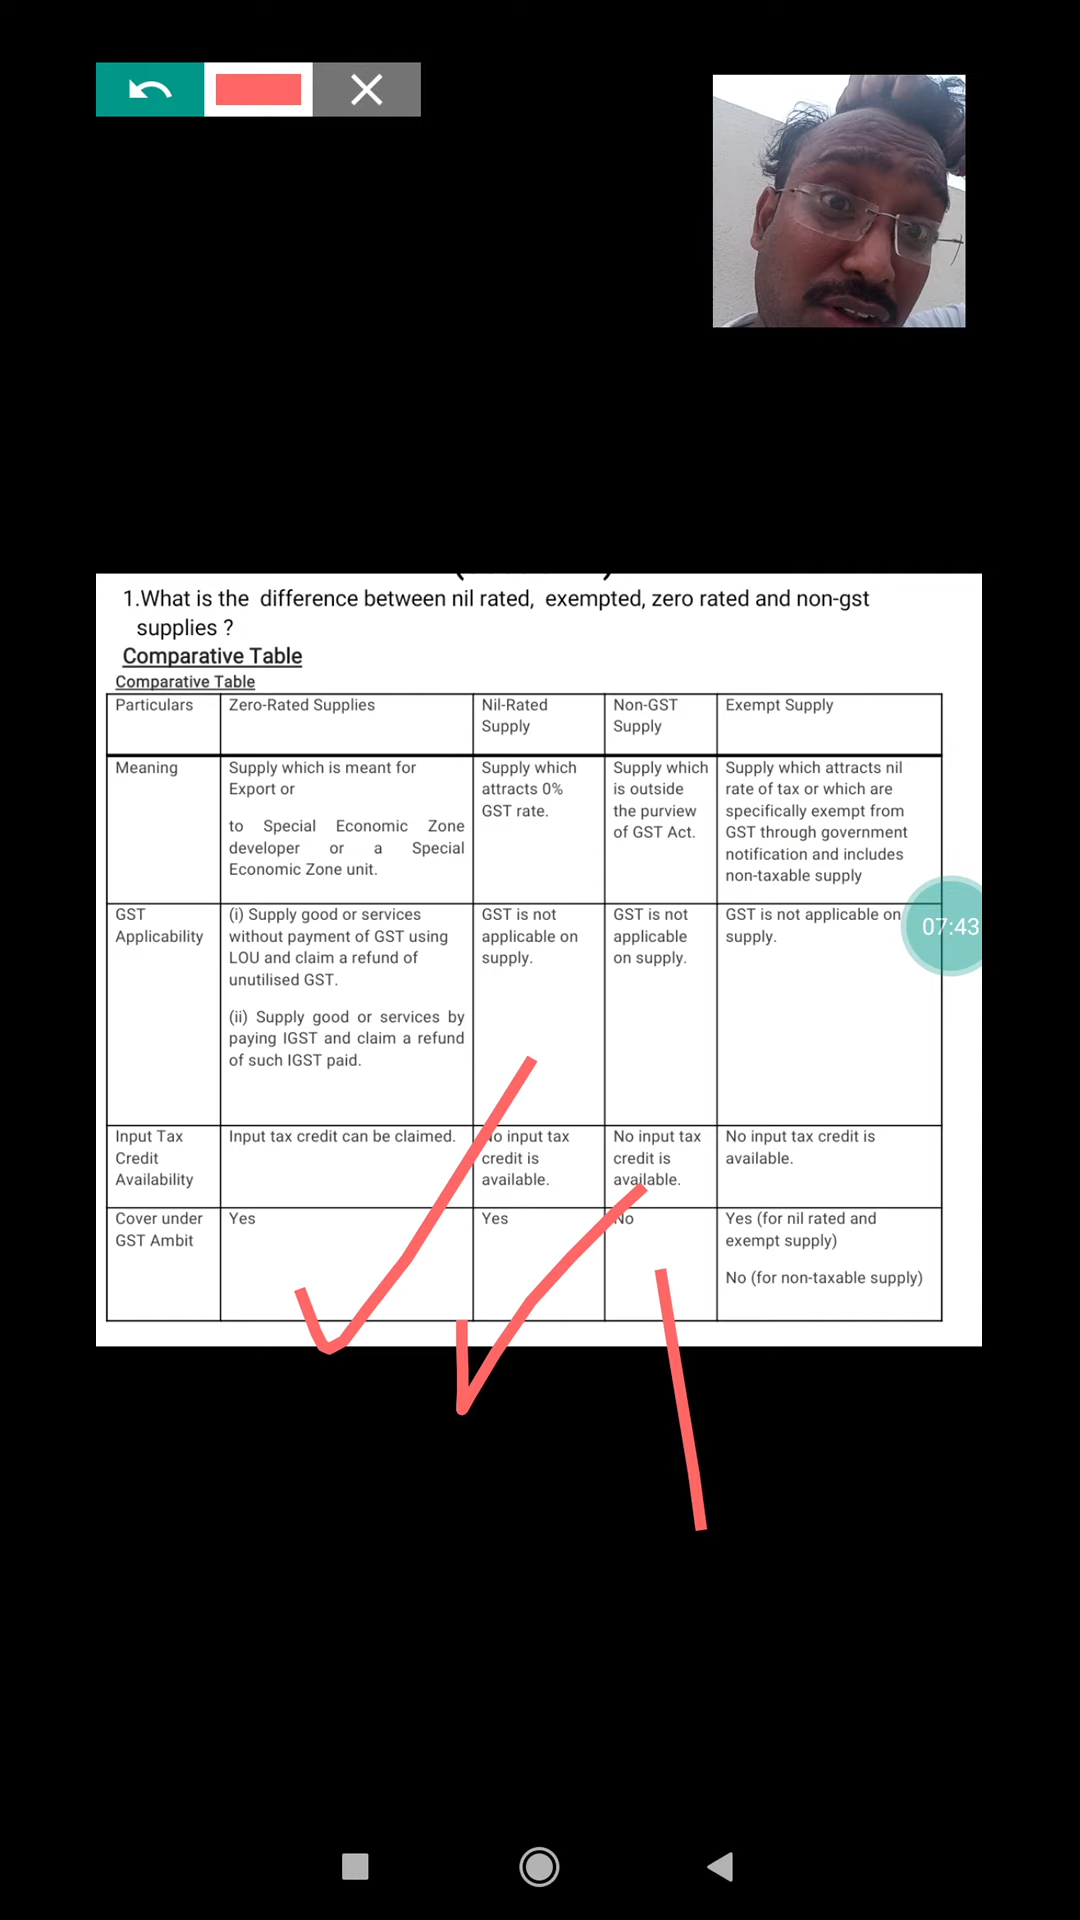 1.What is the difference between nil rated, exempted, zero rated and non-gst
supplies ?
Comparative Table
Comparative Table
Particulars
Zero-Rated Supplies
Nil-Rated
Supply
Non-GST
Supply
Exempt Supply
Meaning
Supply which is meant for
Export or
to Special Economic Zone
developer or a Special
Economic Zone unit.
Supply which
attracts 0%
GST rate.
Supply which
is outside
the purview
of GST Act.
Supply which attracts nil
rate of tax or which are
specifically exempt from
GST through government
notification and includes
non-taxable supply
GST
Applicability
(i) Supply good or services
without payment of GST using
LOU and claim a refund of
unutilised GST.
(ii) Supply good or services by
paying IGST and claim a refund
of such IGST paid.
GST is not
applicable on
supply.
GST is not
applicable
on supply.
GST is not applicable on
supply.
07:43
Input Tax
Credit
Availability
Input tax credit can be claimed.
No input tax
credit is
available.
No input tax
credit is
available.
No input tax credit is
available.
Cover under
GST Ambit
Yes
Yes
No
Yes (for nil rated and
exempt supply)
No (for non-taxable supply)